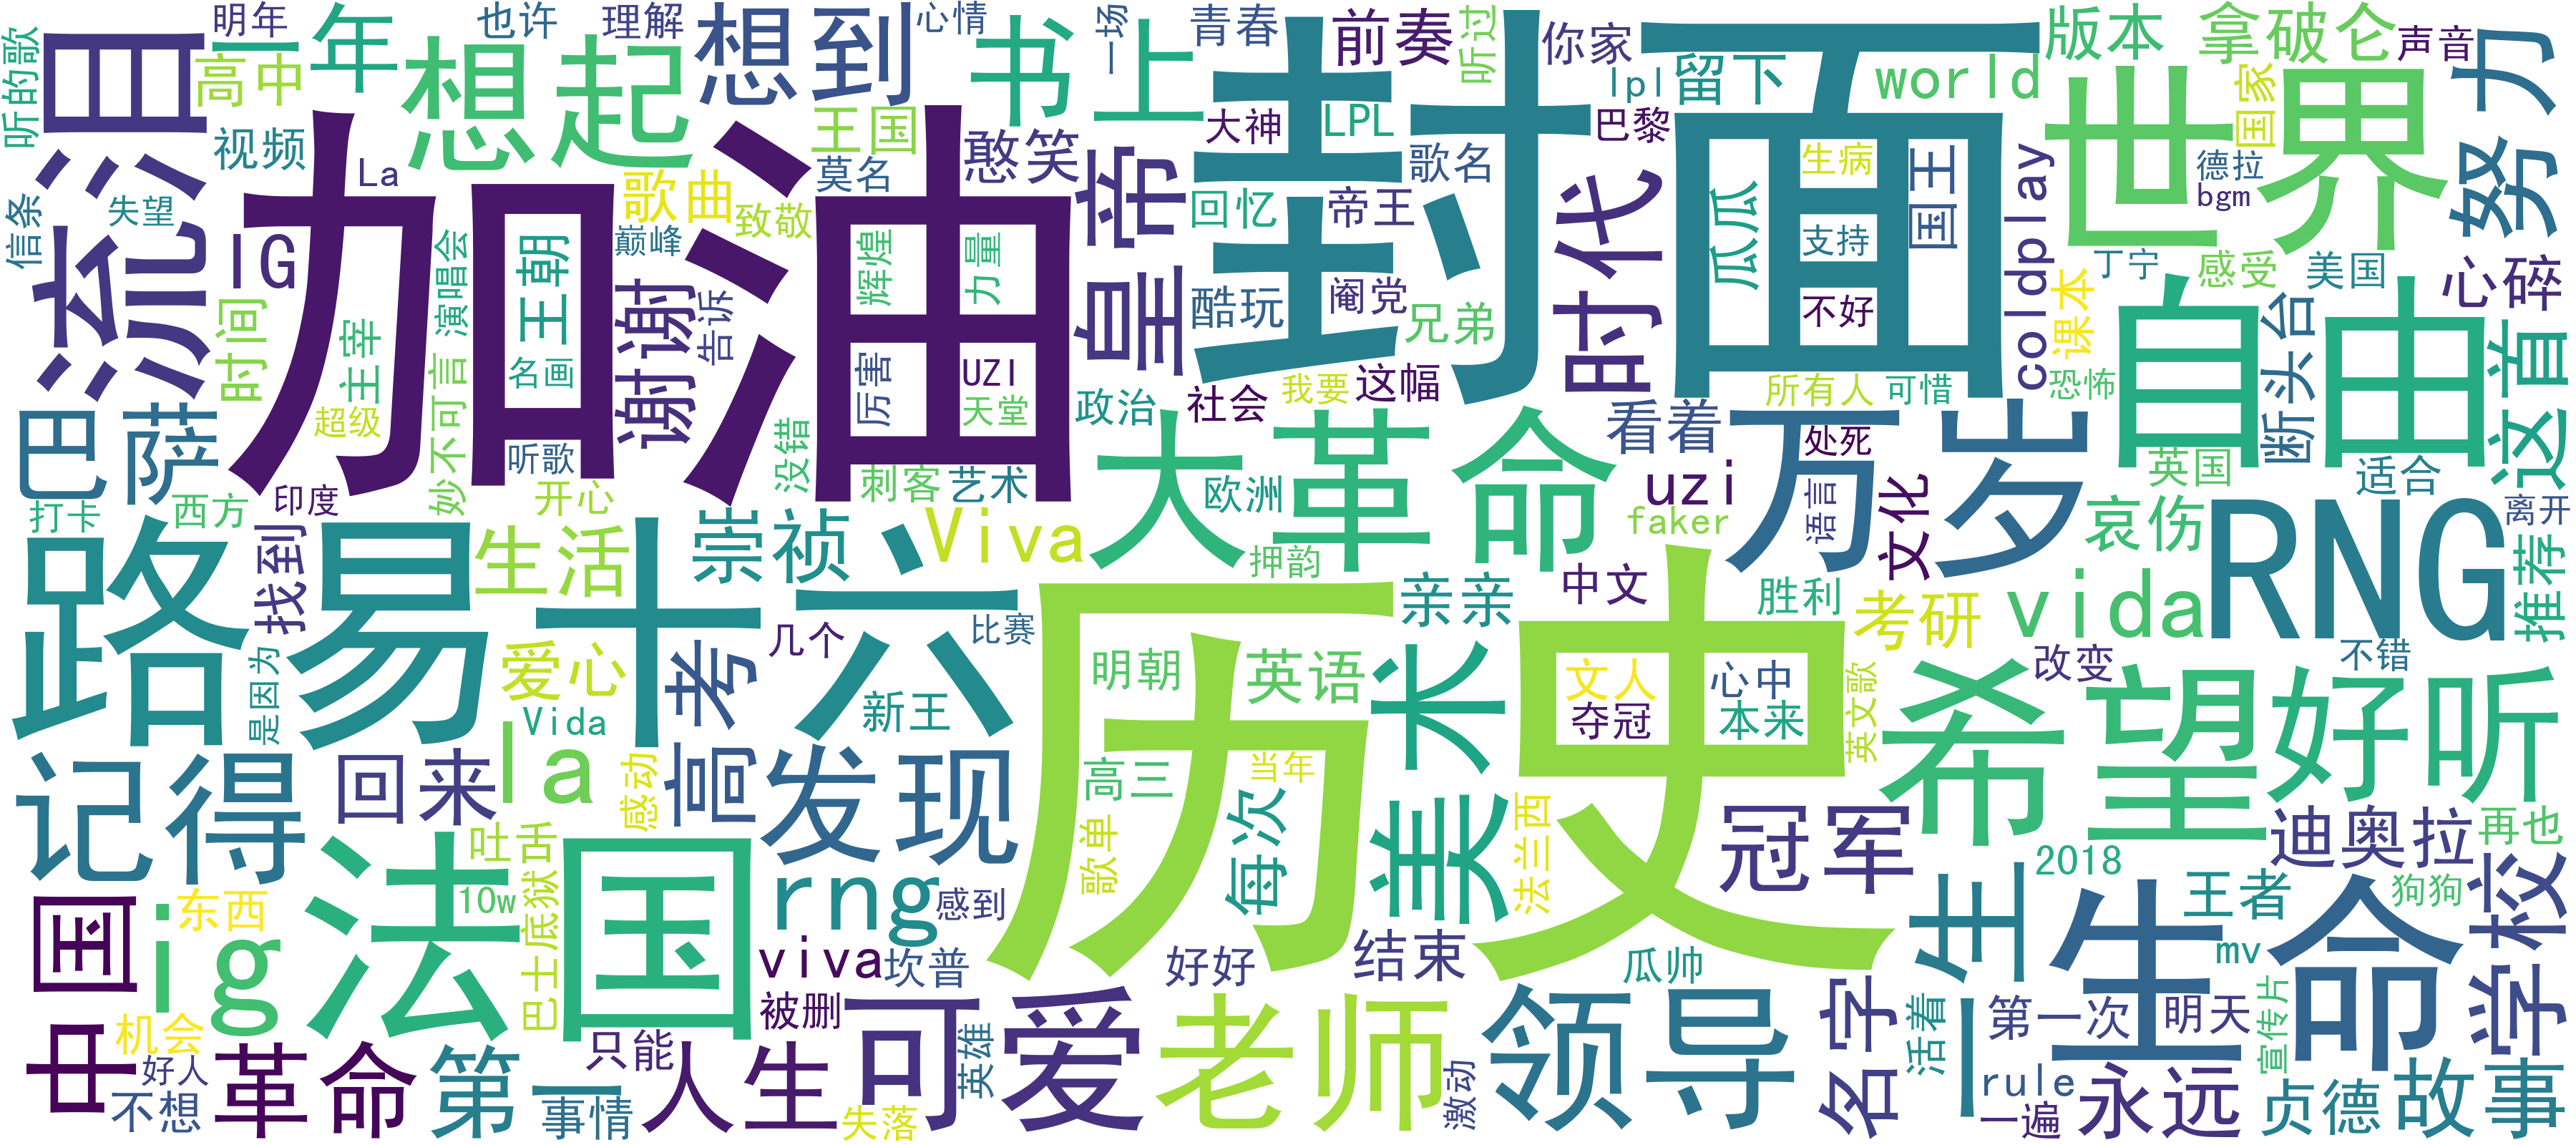 听的歌
目
明年
一年
也许
理解
心情
想到
书上
一场
青春
前奏
听过
你家
封面
版本
拿破仑
声音
努力
高中
想起
lpl
留下
world
国家
世界
流泪
视频
La
加油
王国
莫名
憨笑
大神
LPL
歌名
巴黎
生病
国王
coldplay
德拉
bgm
信条
失望
IG
歌曲
致敬
皇帝
回忆
帝王
时代
瓜瓜
支持
丁宁
感受
美国
心碎
时间
演唱会
王朝
巅峰
谢谢
告诉
辉煌
力量
酷玩
阉党
兄弟
不好
自由
课本
恐怖
断头台
这首
主宰
名画
厉害
UZI
天堂
政治
社会
我要
这幅
所有人
可惜
巴萨
超级
妙不可言
听歌
没错
刺客
艺术
大革命
欧洲
看着
uzi
处死
万岁
英国
适合
打卡
西方
印度
开心
崇祯
Viva
押韵
faker
语言
文化
哀伤
RNG
离开
路易十六
找到
生活
历史
中文
胜利
亲亲
考研
vida
推荐
是因为
爱心
Vida
高考
几个
新王
比赛
明朝
英语
姜米
文人
心中
夺冠
本来
英文歌
改变
不错
希望
好听
记得
回来
la
感动
发现
高三
当年
歌单
每次
法兰西
冠军
2018
迪奥拉
再也
中国
东西
ig
法国
吐舌
10w
巴士底狱
rng
感到
viva
坎普
好好
结束
瓜帅
一生
王者
mv
狗狗
学校
生命
机会
好人
不想
革命
第一
事情
被删
只能
人生
失落
英雄
可爱
老师
激动
领导
名字
活着
第一次
rule
一遍
明天
永远
宣传片
贞德
故事